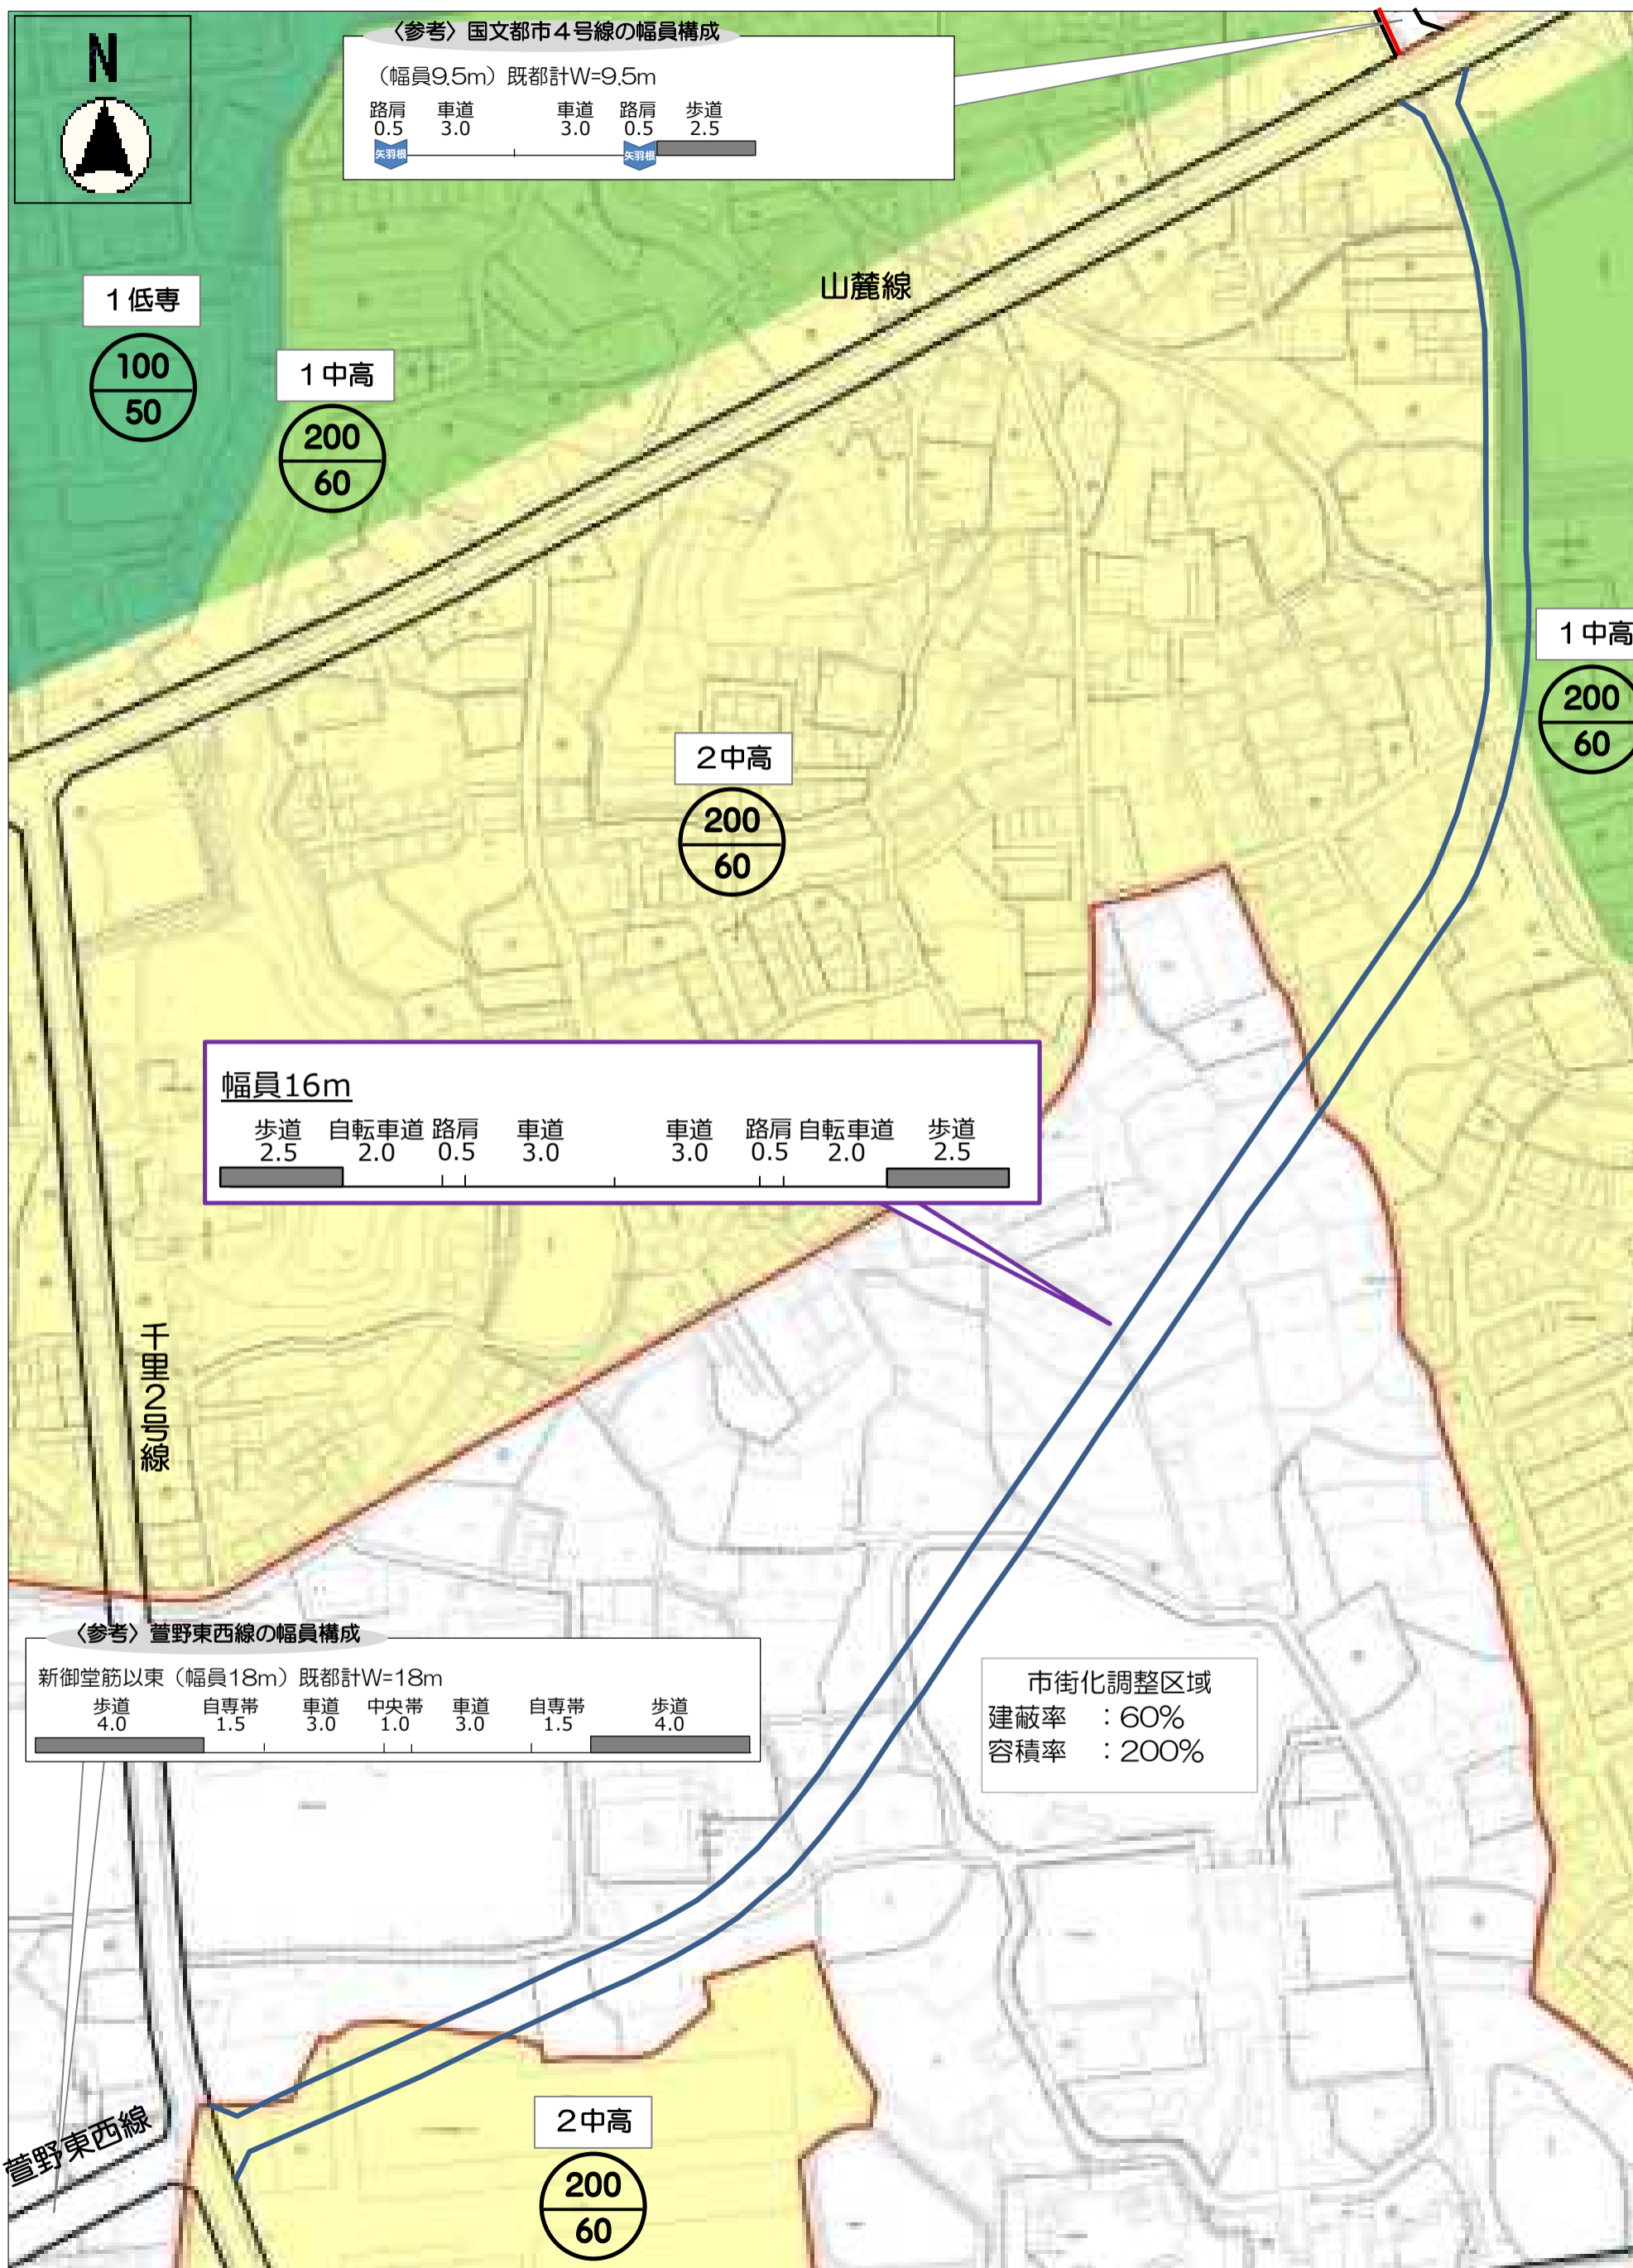 N
〈参考〉国文都市４号線の幅員構成
（幅員9.5m）既都計W=9.5m
路肩 車道 車道 路肩 歩道
0.5 3.0 3.0 0.5 2.5
矢羽根 矢羽根
山麓線
１低専
100
50
１中高
200
60
１中高
200
60
２中高
200
60
幅員16m
歩道 自転車道 路肩 車道 車道 路肩 自転車道 歩道
2.5 2.0 0.5 3.0 3.0 0.5 2.0 2.5
千里２号線
〈参考〉萱野東西線の幅員構成
新御堂筋以東（幅員18m）既都計W=18m
歩道 自専帯 車道 中央帯 車道 自専帯 歩道
4.0 1.5 3.0 1.0 3.0 1.5 4.0
市街化調整区域
建蔽率 ：60%
容積率 ：200%
萱野東西線
２中高
200
60